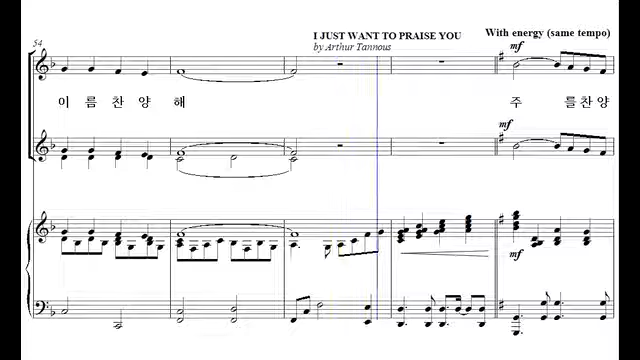 I JUST WANT TO PRAISE YOU
by Arthur Tannous
With energy (same tempo)
54
mf
이 름 찬 양 해 주 를 찬양
mf
mf